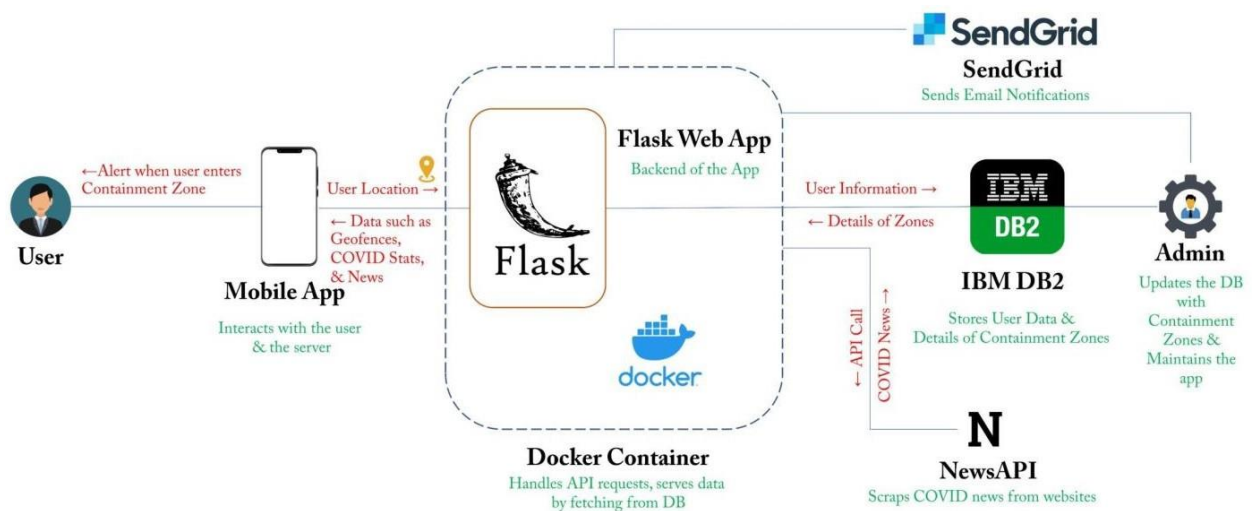 SendGrid
SendGrid
Sends Email Notifications
Flask Web App
Backend of the App
←Alert when user enters
Containment Zone
User Location →
← Data such as
Geofences,
COVID Stats,
& News
User Information →
← Details of Zones
IBM
DB2
User
Mobile App
Interacts with the user
& the server
Flask
docker
IBM DB2
Stores User Data &
Details of Containment Zones
Admin
Updates the DB
with
Containment
Zones &
Maintains the
app
← API Call
COVID News →
N
NewsAPI
Scraps COVID news from websites
Docker Container
Handles API requests, serves data
by fetching from DB